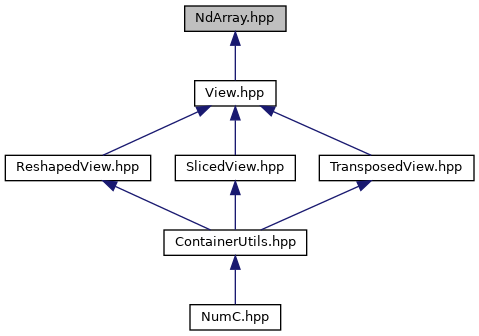 NdArray.hpp
View.hpp
ReshapedView.hpp
SlicedView.hpp
TransposedView.hpp
ContainerUtils.hpp
NumC.hpp